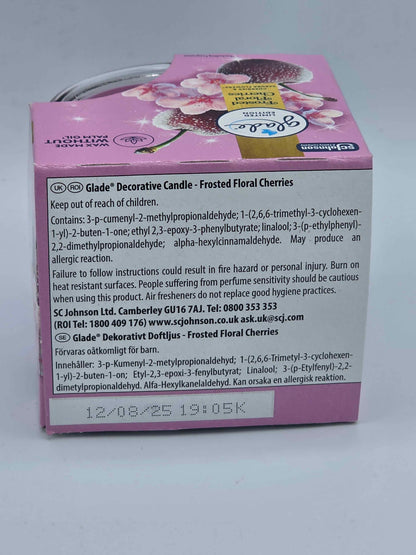 Frosted
Floral
Cherries
LIMITED
EDITION
Glade
SC Johnson
WAX MADE
WITHOUT
PALM OIL
UK ROI Glade® Decorative Candle - Frosted Floral Cherries
Keep out of reach of children.
Contains: 3-p-cumenyl-2-methylpropionaldehyde; 1-(2,6,6-trimethyl-3-cyclohexen-
1-yl)-2-buten-1-one; ethyl 2,3-epoxy-3-phenylbutyrate; linalool; 3-(p-ethylphenyl)-
2,2-dimethylpropionaldehyde; alpha-hexylcinnamaldehyde. May produce an
allergic reaction.
Failure to follow instructions could result in fire hazard or personal injury. Burn on
heat resistant surfaces. People suffering from perfume sensitivity should be cautious
when using this product. Air fresheners do not replace good hygiene practices.
SC Johnson Ltd. Camberley GU16 7AJ. Tel: 0800 353 353
(ROI Tel: 1800 409 176) www.scjohnson.co.uk ask.uk@scj.com
SE Glade® Dekorativt Doftljus - Frosted Floral Cherries
Förvaras oåtkomligt för barn.
Innehåller: 3-p-Kumenyl-2-metylpropionaldehyd; 1-(2,6,6-Trimetyl-3-cyclohexen-
1-yl)-2-buten-1-one; Etyl-2,3-epoxi-3-fenylbutyrat; Linalool; 3-(p-Etylfenyl)-2,2-
dimetylpropionaldehyd, Alfa-Hexylkanelaldehyd. Kan orsaka en allergisk reaktion.
12/08/25 19:05K